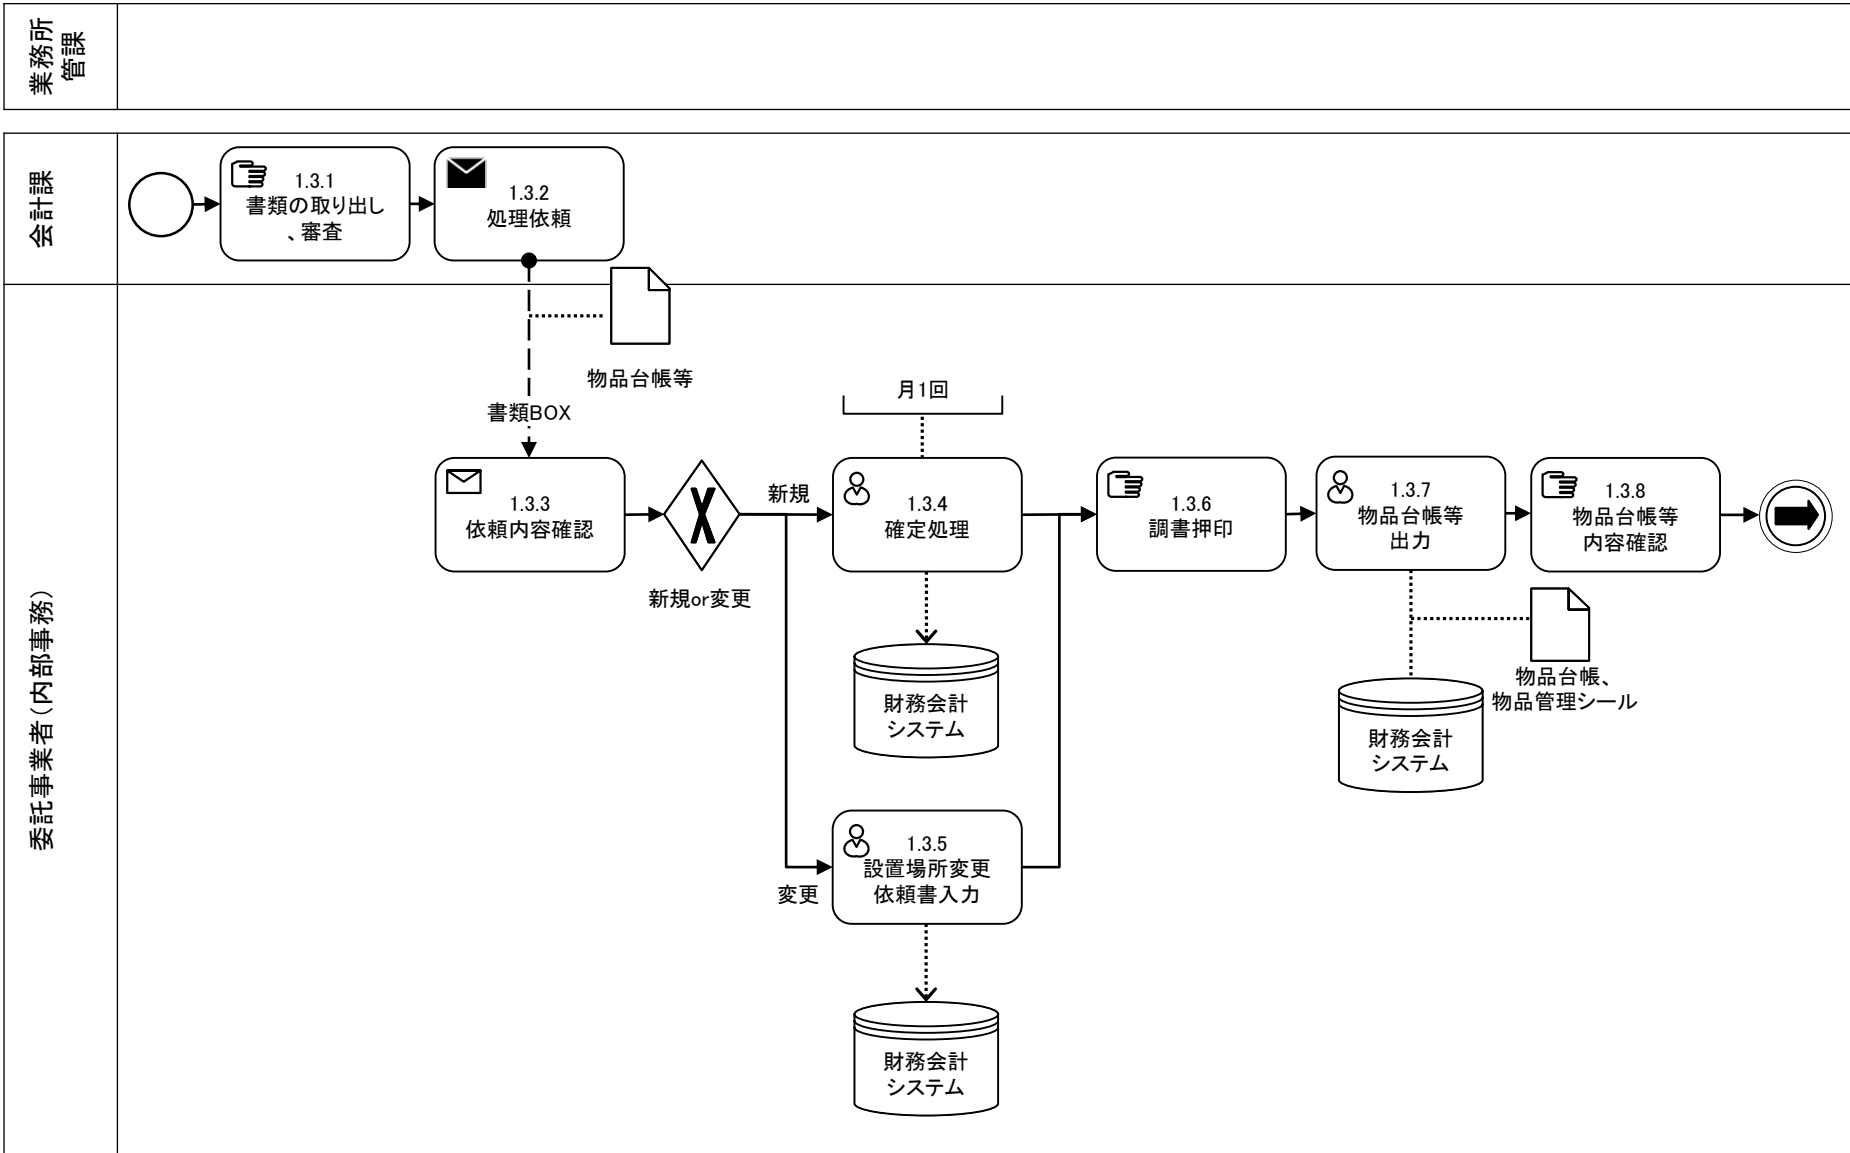 業務所
管課
会計課
1.3.1
書類の取り出し
、審査
1.3.2
処理依頼
物品台帳等
書類BOX
委託事業者（内部事務）
月1回
1.3.3
依頼内容確認
新規or変更
新規
1.3.4
確定処理
財務会計
システム
変更
1.3.5
設置場所変更
依頼書入力
財務会計
システム
1.3.6
調書押印
1.3.7
物品台帳等
出力
財務会計
システム
物品台帳、
物品管理シール
1.3.8
物品台帳等
内容確認